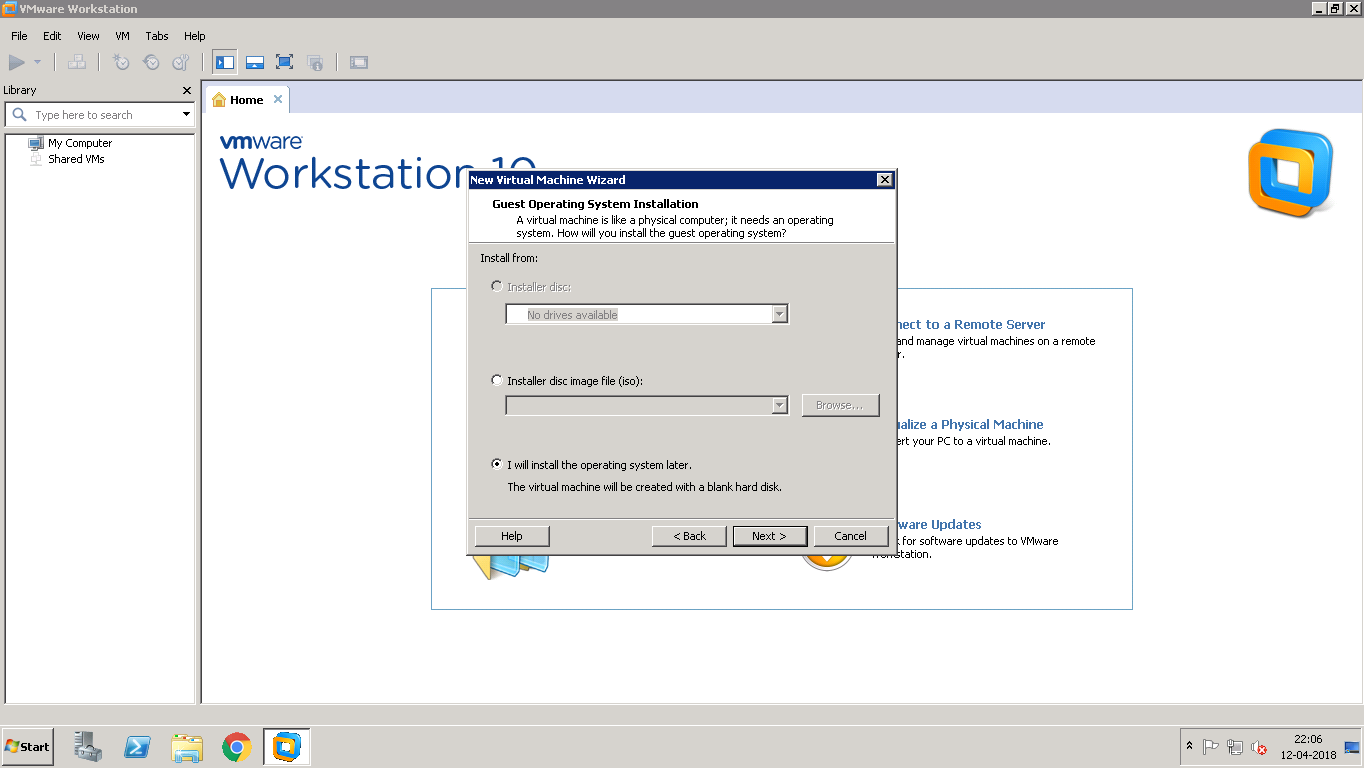 VMware Workstation
File Edit View VM Tabs Help
Library
Type here to search
My Computer
Shared VMs
Home
vmware
Workstation 10
New Virtual Machine Wizard
Guest Operating System Installation
A virtual machine is like a physical computer; it needs an operating
system. How will you install the guest operating system?
Install from:
Installer disc:
No drives available
Installer disc image file (iso):
Browse...
I will install the operating system later.
The virtual machine will be created with a blank hard disk.
Help < Back Next > Cancel
nect to a Remote Server
and manage virtual machines on a remote
r.
ualize a Physical Machine
ert your PC to a virtual machine.
ware Updates
k for software updates to VMware
Workstation.
Start
22:06
12-04-2018